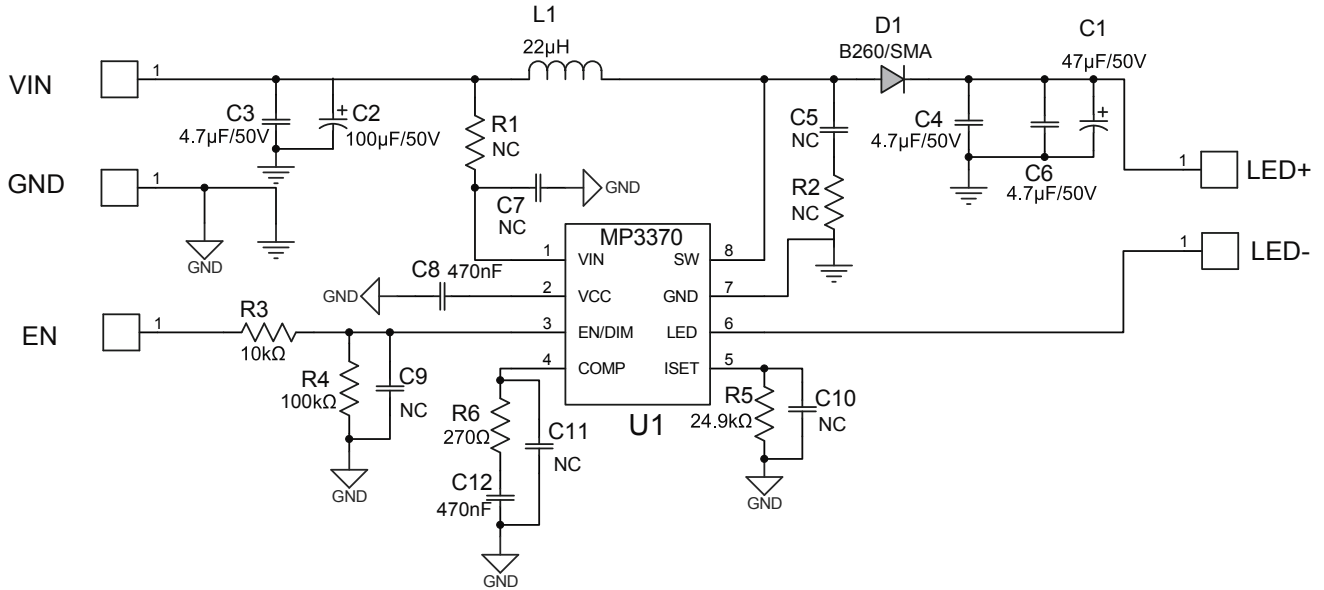 L1
22μH
D1
B260/SMA
C1
47μF/50V
VIN
1
C3
4.7μF/50V
+
C2
100μF/50V
R1
NC
C5
NC
C4
4.7μF/50V
+
C6
4.7μF/50V
1
LED+
GND
1
C7
NC
GND
R2
NC
GND
MP3370
1
VIN
SW
8
1
LED-
GND
C8
470nF
2
VCC
GND
7
EN
1
R3
10kΩ
3
EN/DIM
LED
6
4
COMP
ISET
5
R4
100kΩ
C9
NC
U1
R6
270Ω
C11
NC
R5
24.9kΩ
C10
NC
C12
470nF
GND
GND
GND